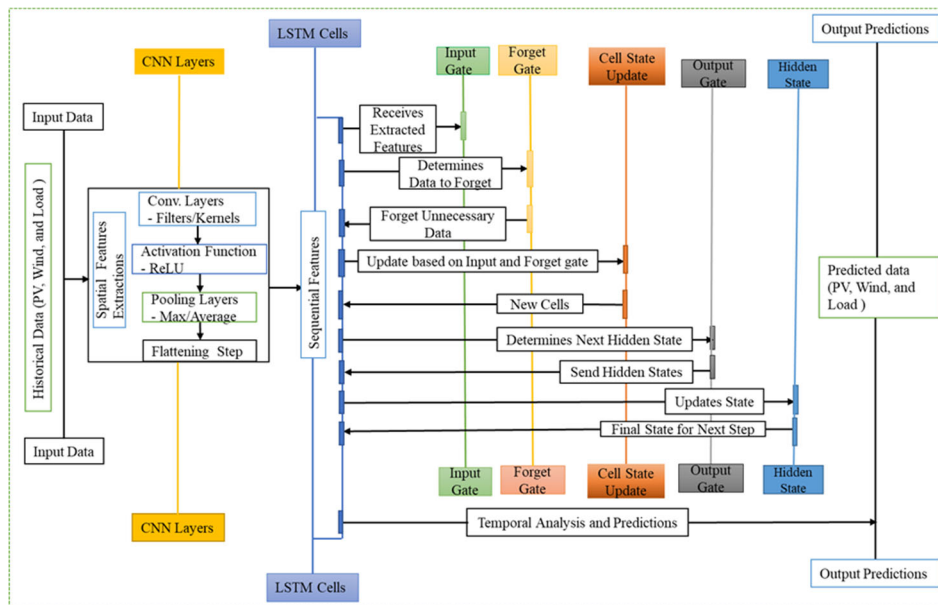 LSTM Cells
Output Predictions
CNN Layers
Input
Gate
Forget
Gate
Cell State
Update
Output
Gate
Hidden
State
Input Data
Receives
Extracted
Features
Determines
Data to Forget
Historical Data (PV, Wind, and Load )
Spatial Features
Extractions
Conv. Layers
- Filters/Kernels
Activation Function
- ReLU
Pooling Layers
- Max/Average
Flattening Step
Sequential Features
Forget Unnecessary
Data
Update based on Input and Forget gate
New Cells
Determines Next Hidden State
Send Hidden States
Updates State
Final State for Next Step
Predicted data
(PV, Wind, and
Load )
Input Data
Input
Gate
Forget
Gate
Cell State
Update
Output
Gate
Hidden
State
CNN Layers
Temporal Analysis and Predictions
LSTM Cells
Output Predictions